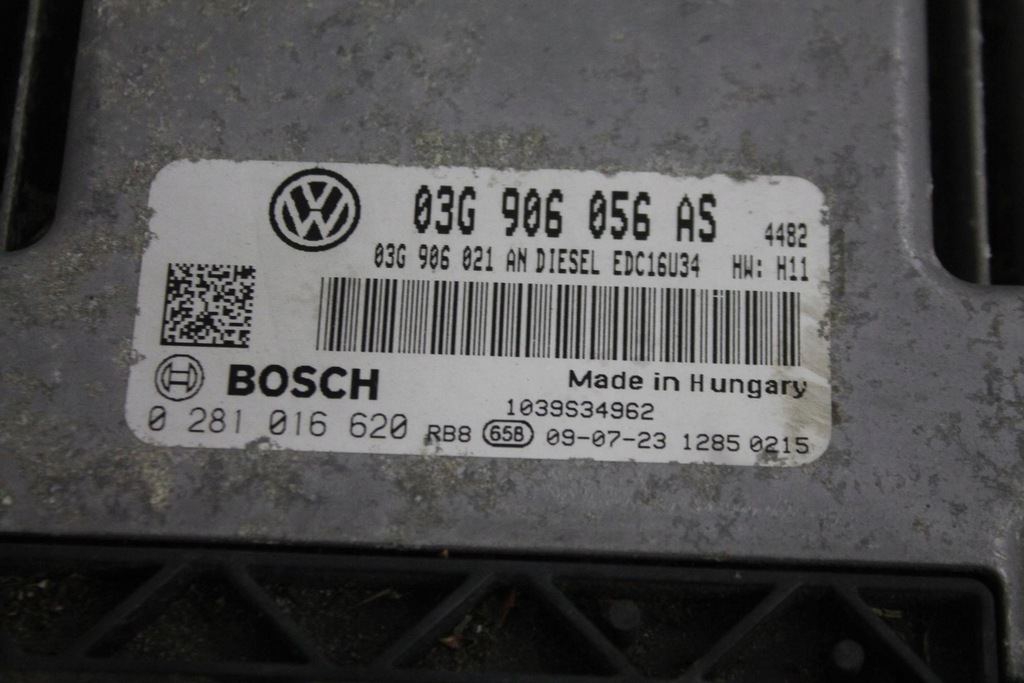 03G 906 056 AS 4482
03G 906 021 AN DIESEL EDC16U34 HW: H11
BOSCH Made in Hungary
1039S34962
0 281 016 620 RB8 658 09-07-23 1285 0215